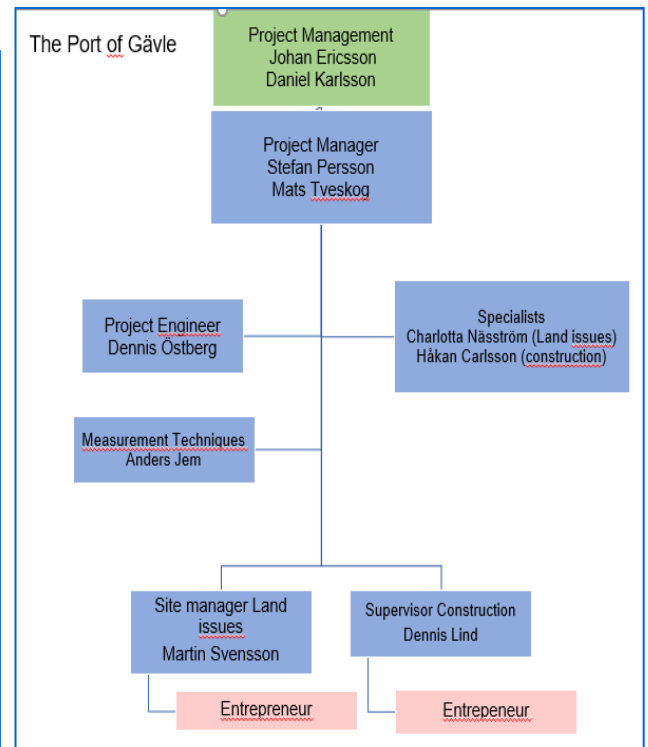 The Port of Gävle
Project Management
Johan Ericsson
Daniel Karlsson
Project Manager
Stefan Persson
Mats Tveskog
Project Engineer
Dennis Östberg
Specialists
Charlotta Näsström (Land issues)
Håkan Carlsson (construction)
Measurement Techniques
Anders Jem
Site manager Land
issues
Martin Svensson
Supervisor Construction
Dennis Lind
Entrepreneur
Entrepeneur